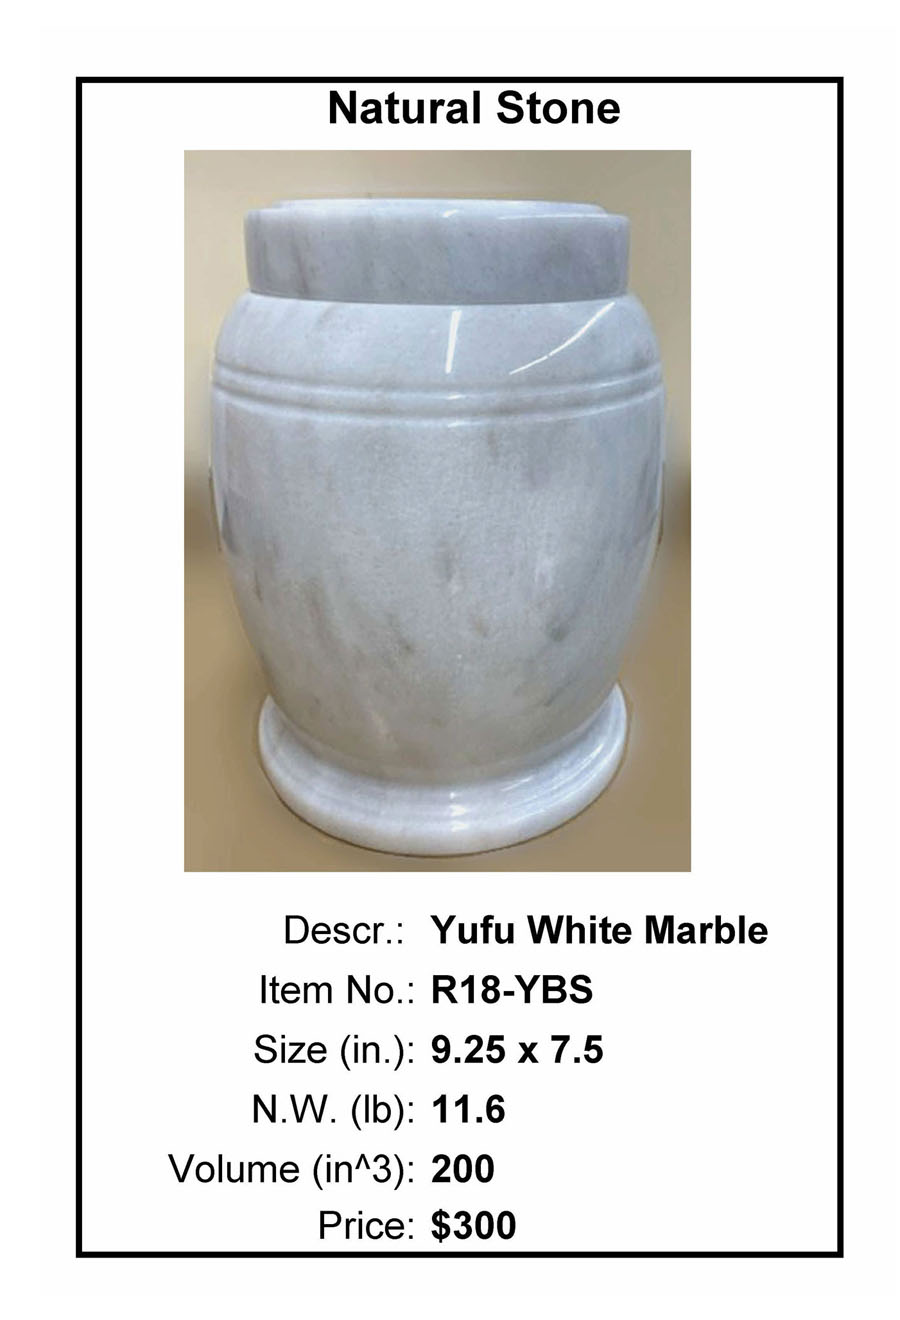 Natural Stone
Descr.: Yufu White Marble
Item No.: R18-YBS
Size (in.): 9.25 x 7.5
N.W. (lb): 11.6
Volume (in^3): 200
Price: $300